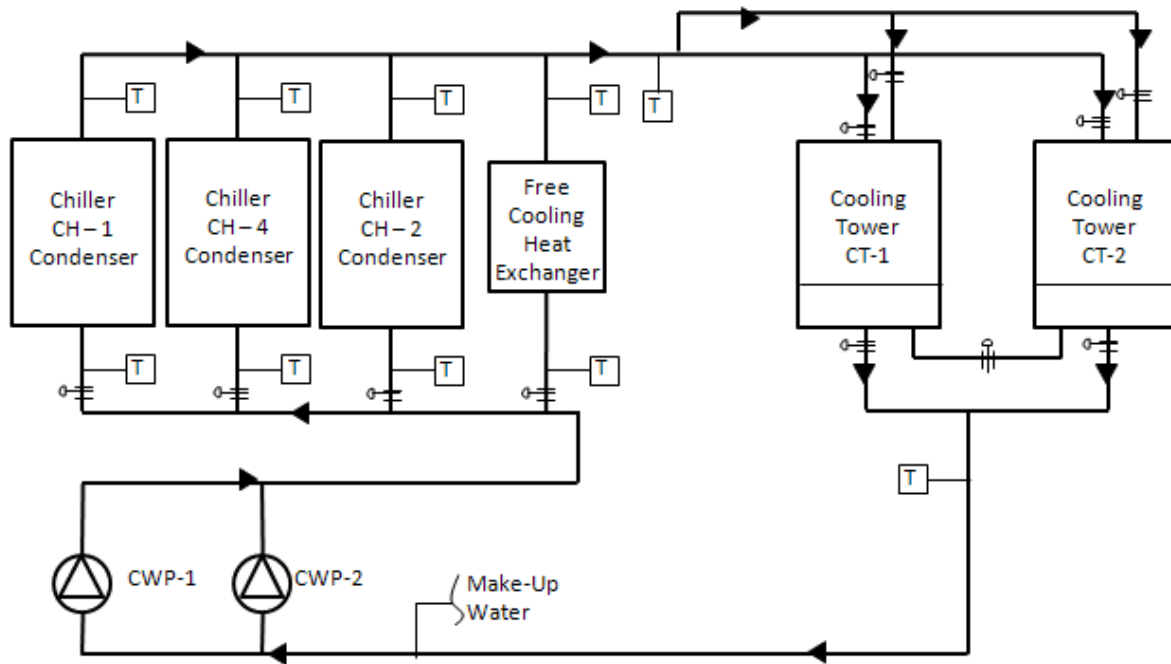 T
T
T
T
T
Chiller
CH – 1
Condenser
Chiller
CH – 4
Condenser
Chiller
CH – 2
Condenser
Free
Cooling
Heat
Exchanger
Cooling
Tower
CT-1
Cooling
Tower
CT-2
T
T
T
T
T
CWP-1
CWP-2
Make-Up
Water